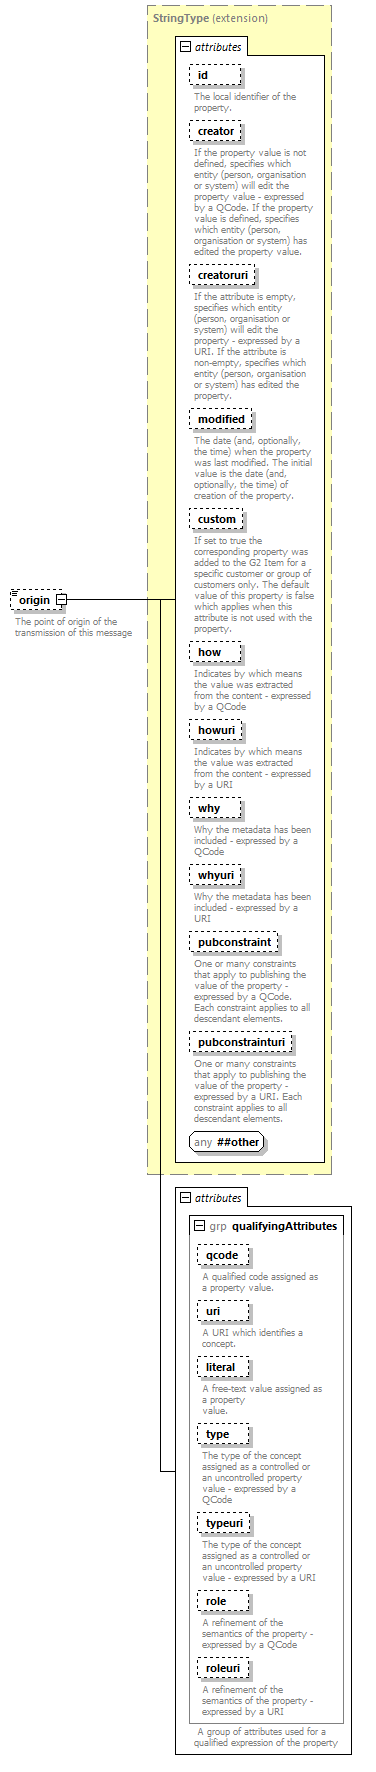 StringType (extension)
attributes
id
The local identifier of the
property.
creator
If the property value is not
defined, specifies which
entity (person, organisation
or system) will edit the
property value - expressed
by a QCode. If the property
value is defined, specifies
which entity (person,
organisation or system) has
edited the property value.
creatoruri
If the attribute is empty,
specifies which entity
(person, organisation or
system) will edit the
property - expressed by a
URI. If the attribute is
non-empty, specifies which
entity (person, organisation
or system) has edited the
property.
modified
The date (and, optionally,
the time) when the property
was last modified. The initial
value is the date (and,
optionally, the time) of
creation of the property.
custom
If set to true the
corresponding property was
added to the G2 Item for a
specific customer or group of
customers only. The default
value of this property is false
which applies when this
attribute is not used with the
property.
origin
The point of origin of the
transmission of this message
how
Indicates by which means
the value was extracted
from the content - expressed
by a QCode
howuri
Indicates by which means
the value was extracted
from the content - expressed
by a URI
why
Why the metadata has been
included - expressed by a
QCode
whyuri
Why the metadata has been
included - expressed by a
URI
pubconstraint
One or many constraints
that apply to publishing the
value of the property -
expressed by a QCode.
Each constraint applies to all
descendant elements.
pubconstrainturi
One or many constraints
that apply to publishing the
value of the property -
expressed by a URI. Each
constraint applies to all
descendant elements.
any ##other
attributes
grp qualifyingAttributes
qcode
A qualified code assigned as
a property value.
uri
A URI which identifies a
concept.
literal
A free-text value assigned as
a property
value.
type
The type of the concept
assigned as a controlled or
an uncontrolled property
value - expressed by a
QCode
typeuri
The type of the concept
assigned as a controlled or
an uncontrolled property
value - expressed by a URI
role
A refinement of the
semantics of the property -
expressed by a QCode
roleuri
A refinement of the
semantics of the property -
expressed by a URI
A group of attributes used for a
qualified expression of the property